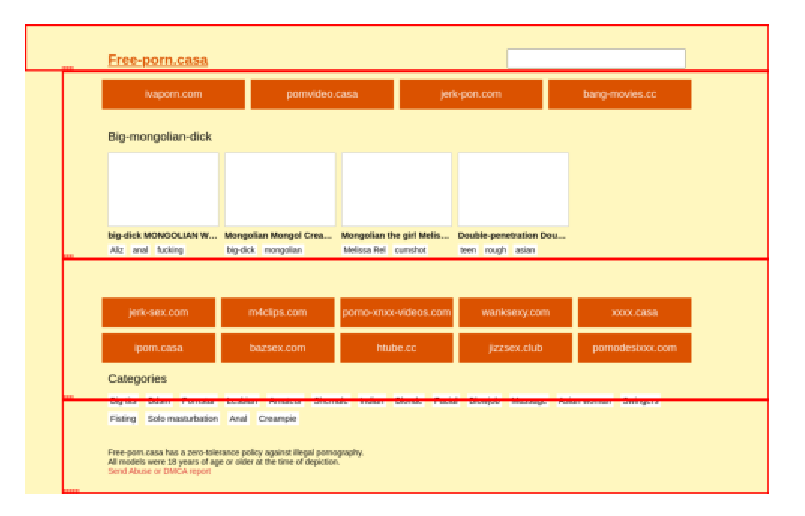 Free-porn.casa
ivaporn.com pornvideo.casa jerk-pon.com bang-movies.cc
Big-mongolian-dick
big-dick MONGOLIAN W... Mongolian Mongol Crea... Mongolian the girl Melis... Double-penetration Dou...
Aliz anal fucking big-dick mongolian Melissa Rel cumshot teen rough asian
jerk-sex.com m4clips.com porno-xnxx-videos.com wanksexy.com xxxx.casa
iporn.casa bazsex.com htube.cc jizzsex.club pornodesixxx.com
Categories
Fisting Solo masturbation Anal Creampie
Free-porn.casa has a zero-tolerance policy against illegal pornography.
All models were 18 years of age or older at the time of depiction.
Send Abuse or DMCA report